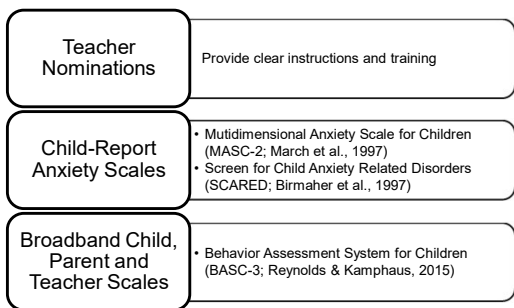 Teacher
Nominations
Provide clear instructions and training
Child-Report
Anxiety Scales
• Mutidimensional Anxiety Scale for Children
(MASC-2; March et al., 1997)
• Screen for Child Anxiety Related Disorders
(SCARED; Birmaher et al., 1997)
Broadband Child,
Parent and
Teacher Scales
• Behavior Assessment System for Children
(BASC-3; Reynolds & Kamphaus, 2015)